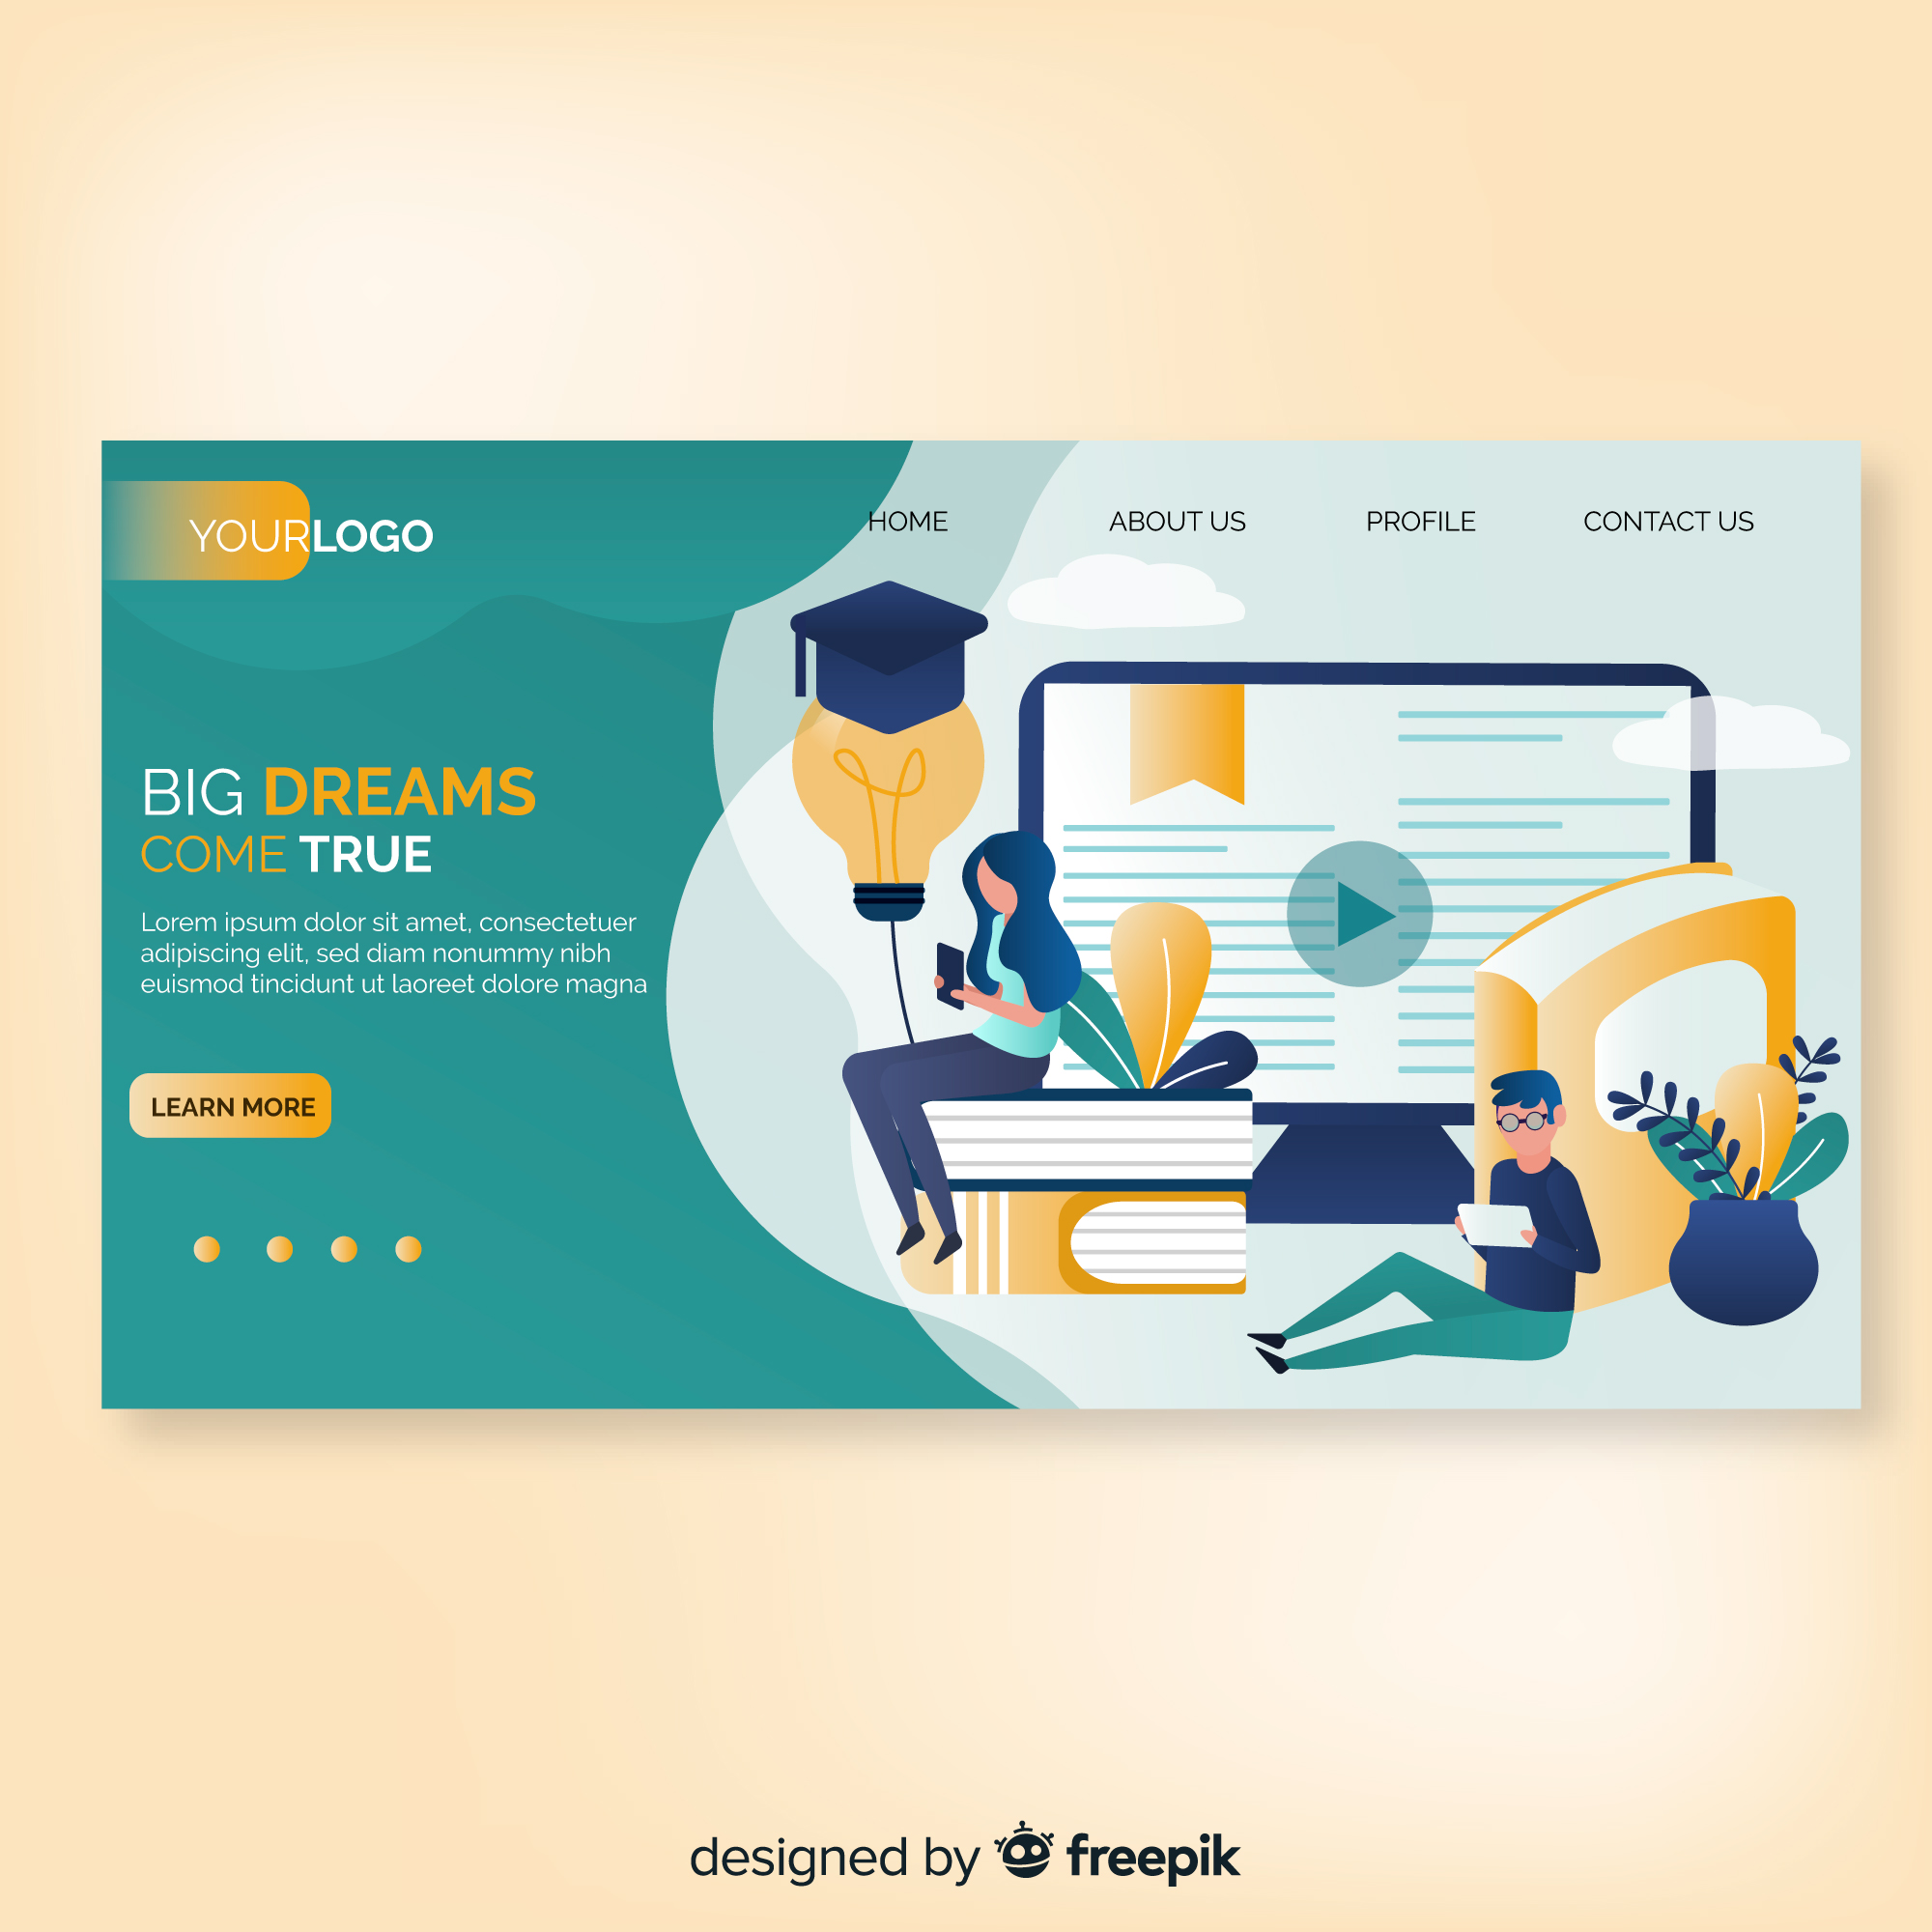 YOURLOGO
HOME ABOUT US PROFILE CONTACT US
BIG DREAMS
COME TRUE
Lorem ipsum dolor sit amet, consectetuer
adipiscing elit, sed diam nonummy nibh
euismod tincidunt ut laoreet dolore magna
LEARN MORE
designed by freepik